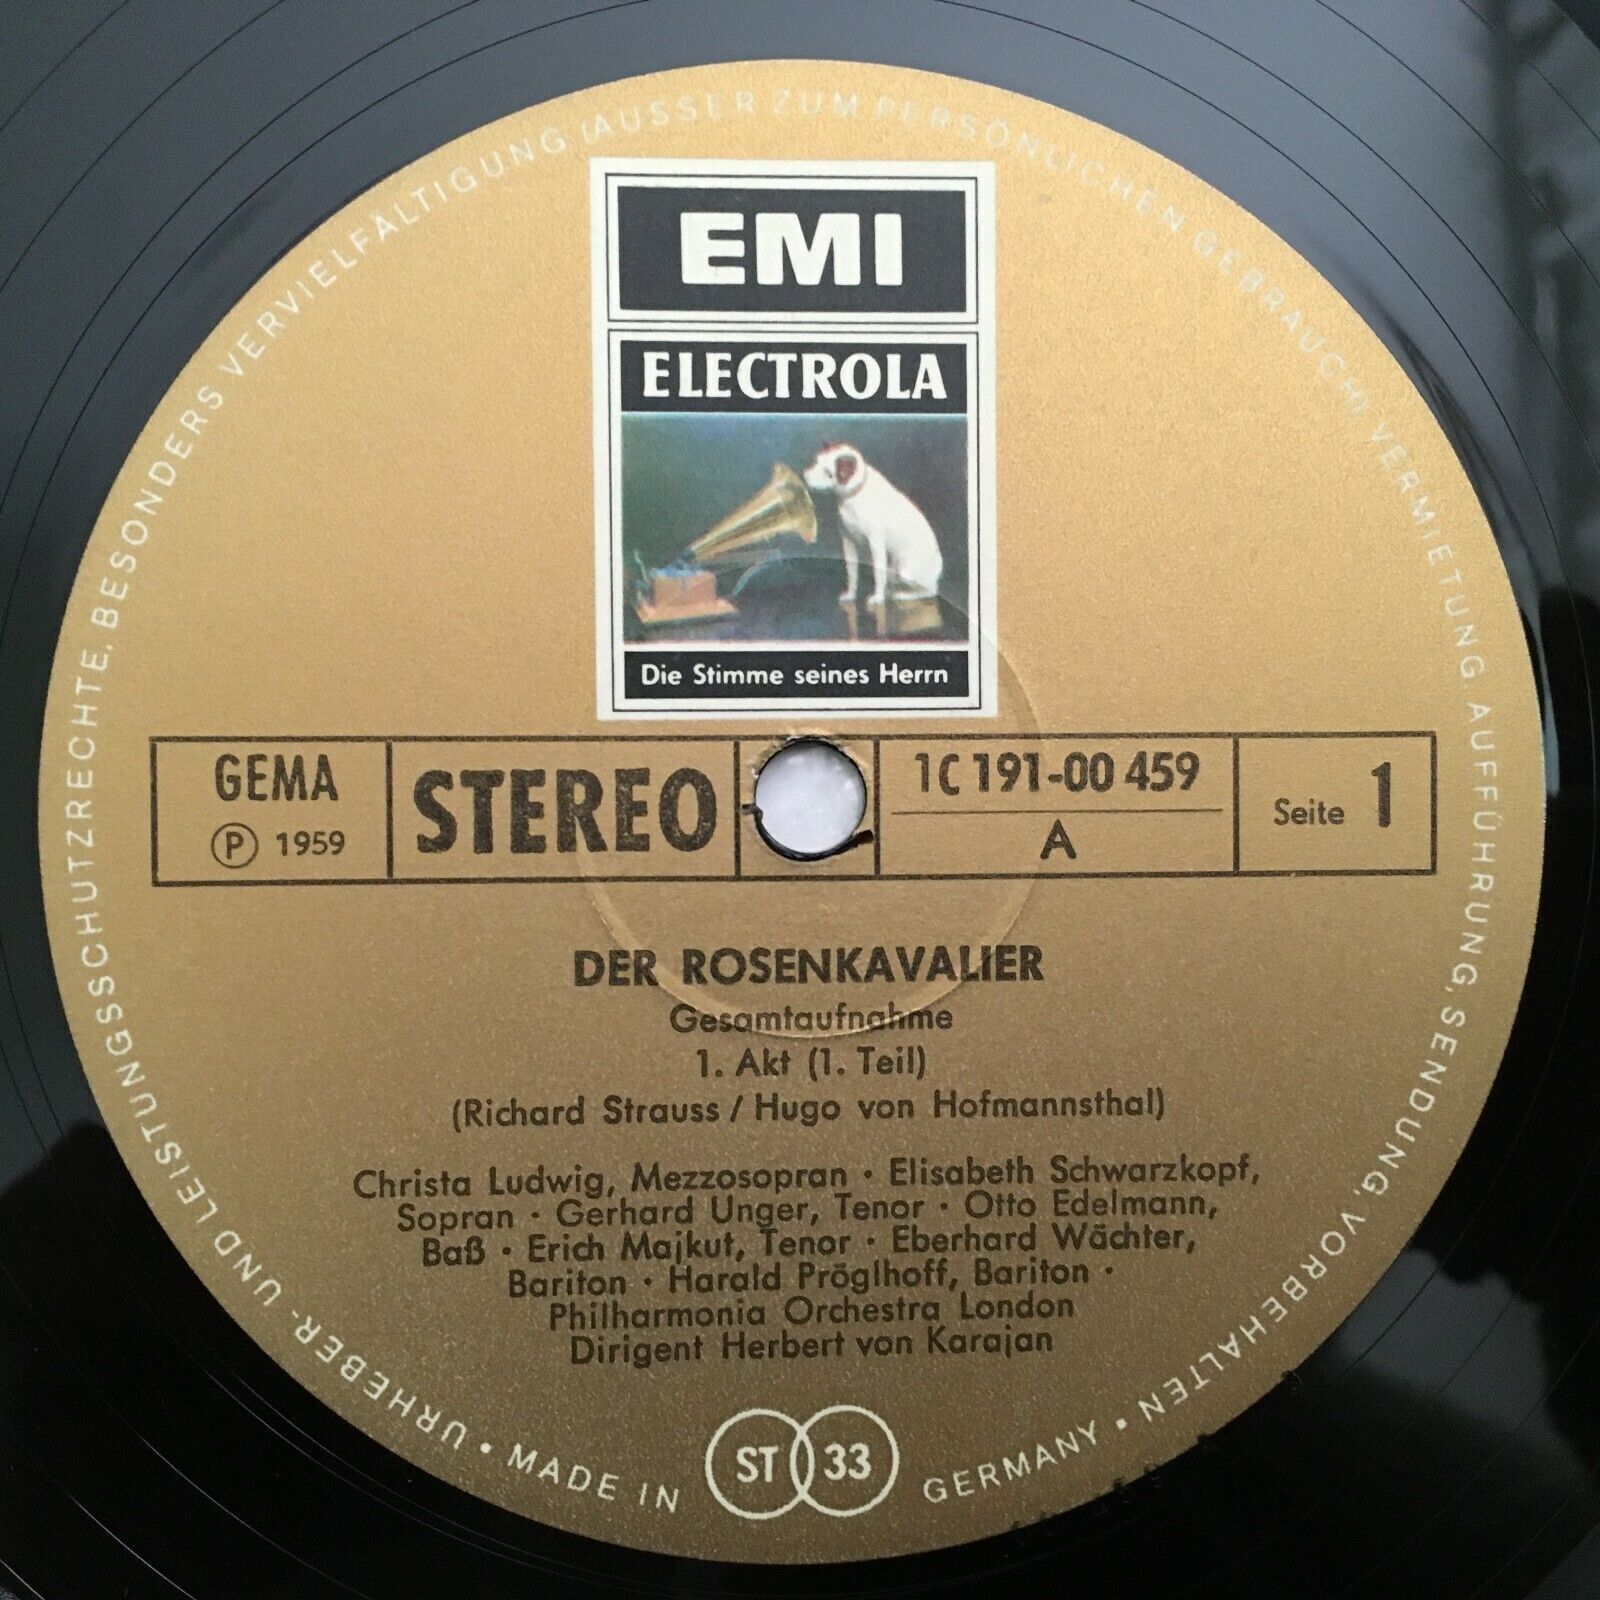 EMI
ELECTROLA
Die Stimme seines Herrn
GEMA
Ⓟ 1959
STEREO
1C 191-00 459
A
Seite 1
DER ROSENKAVALIER
Gesamtaufnahme
1. Akt (1. Teil)
(Richard Strauss / Hugo von Hofmannsthal)
Christa Ludwig, Mezzosopran · Elisabeth Schwarzkopf,
Sopran · Gerhard Unger, Tenor · Otto Edelmann,
Baß · Erich Majkut, Tenor · Eberhard Wächter,
Bariton · Harald Pröglhoff, Bariton ·
Philharmonia Orchestra London
Dirigent Herbert von Karajan
ST 33
URHEBER- UND LEISTUNGSSCHUTZRECHTE, BESONDERS VERVIELFÄLTIGUNG (AUSSER ZUM PERSÖNLICHEN GEBRAUCH), VERMIETUNG, AUFFÜHRUNG, SENDUNG, VORBEHALTEN •
• MADE IN GERMANY